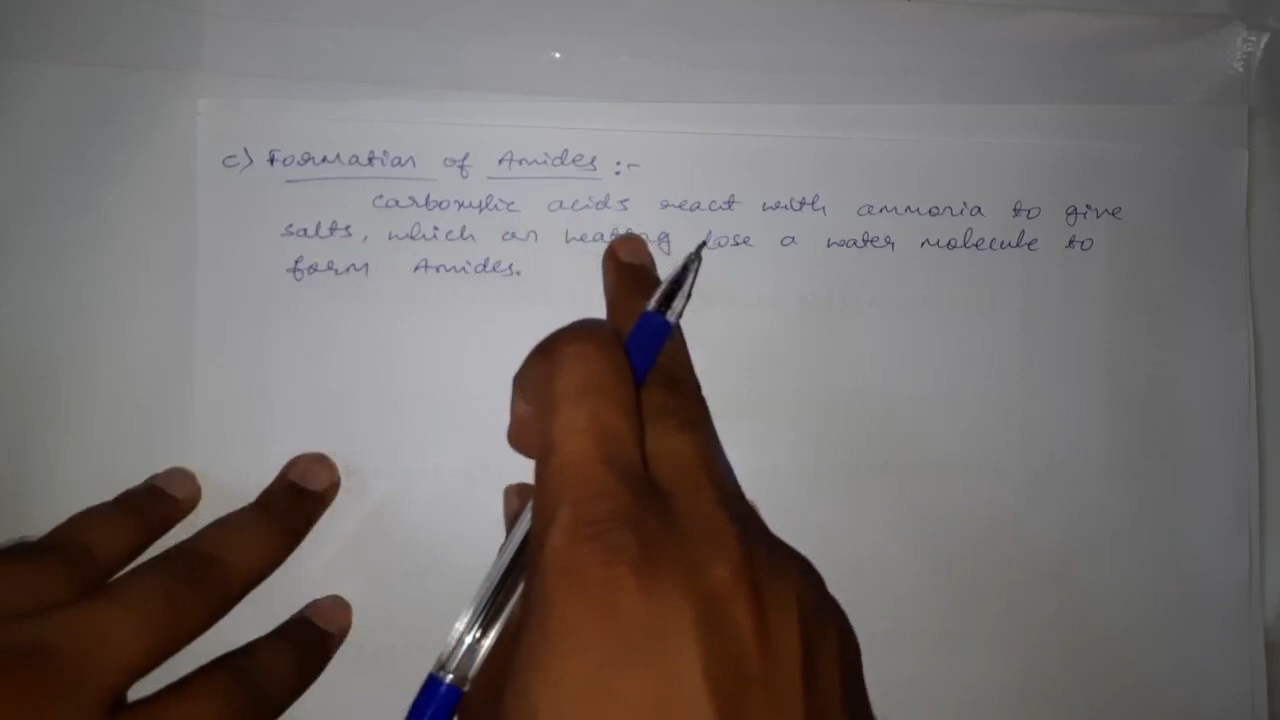 c) Formation of Amides :-
Carboxylic acids react with ammonia to give
salts, which on heating lose a water molecule to
form Amides.